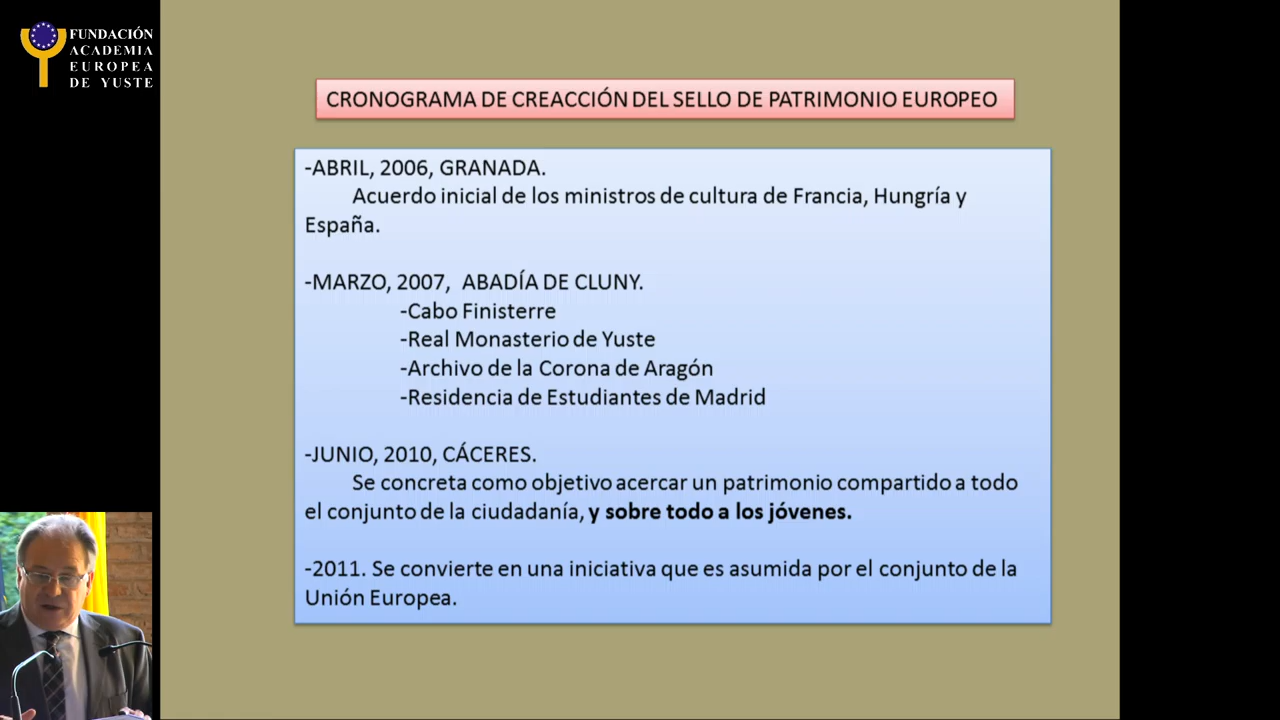 FUNDACIÓN
ACADEMIA
EUROPEA
DE YUSTE
CRONOGRAMA DE CREACCIÓN DEL SELLO DE PATRIMONIO EUROPEO
-ABRIL, 2006, GRANADA.
Acuerdo inicial de los ministros de cultura de Francia, Hungría y
España.
-MARZO, 2007, ABADÍA DE CLUNY.
-Cabo Finisterre
-Real Monasterio de Yuste
-Archivo de la Corona de Aragón
-Residencia de Estudiantes de Madrid
-JUNIO, 2010, CÁCERES.
Se concreta como objetivo acercar un patrimonio compartido a todo
el conjunto de la ciudadanía, y sobre todo a los jóvenes.
-2011. Se convierte en una iniciativa que es asumida por el conjunto de la
Unión Europea.